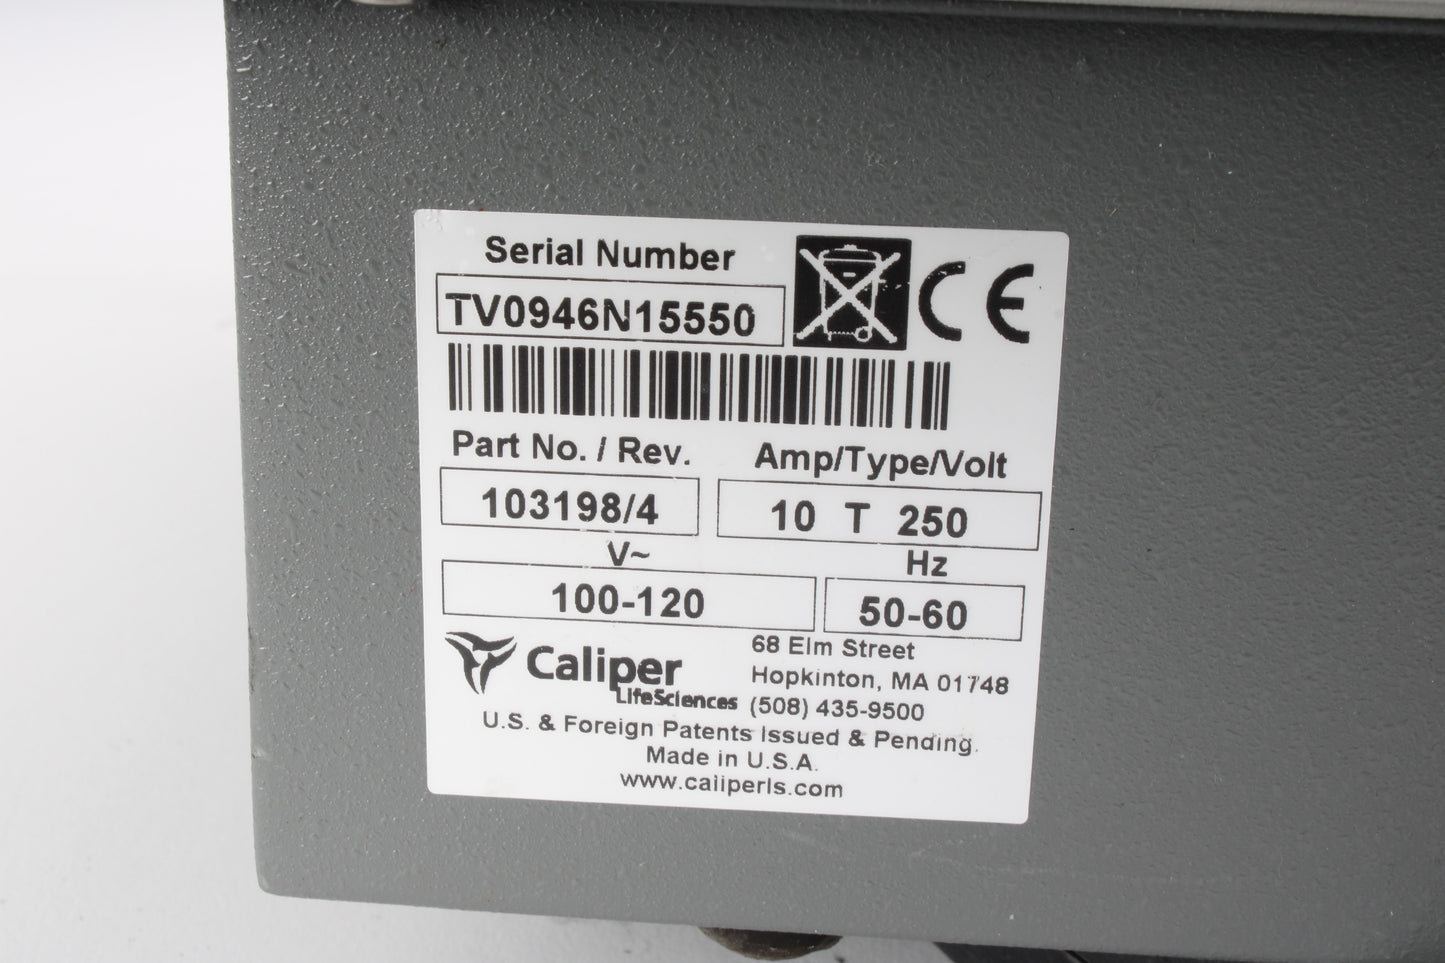 Serial Number
TV0946N15550
CE
Part No. / Rev.
Amp/Type/Volt
103198/4
10 T 250
V~
Hz
100-120
50-60
Caliper
LifeSciences
68 Elm Street
Hopkinton, MA 01748
(508) 435-9500
U.S. & Foreign Patents Issued & Pending.
Made in U.S.A.
www.caliperls.com